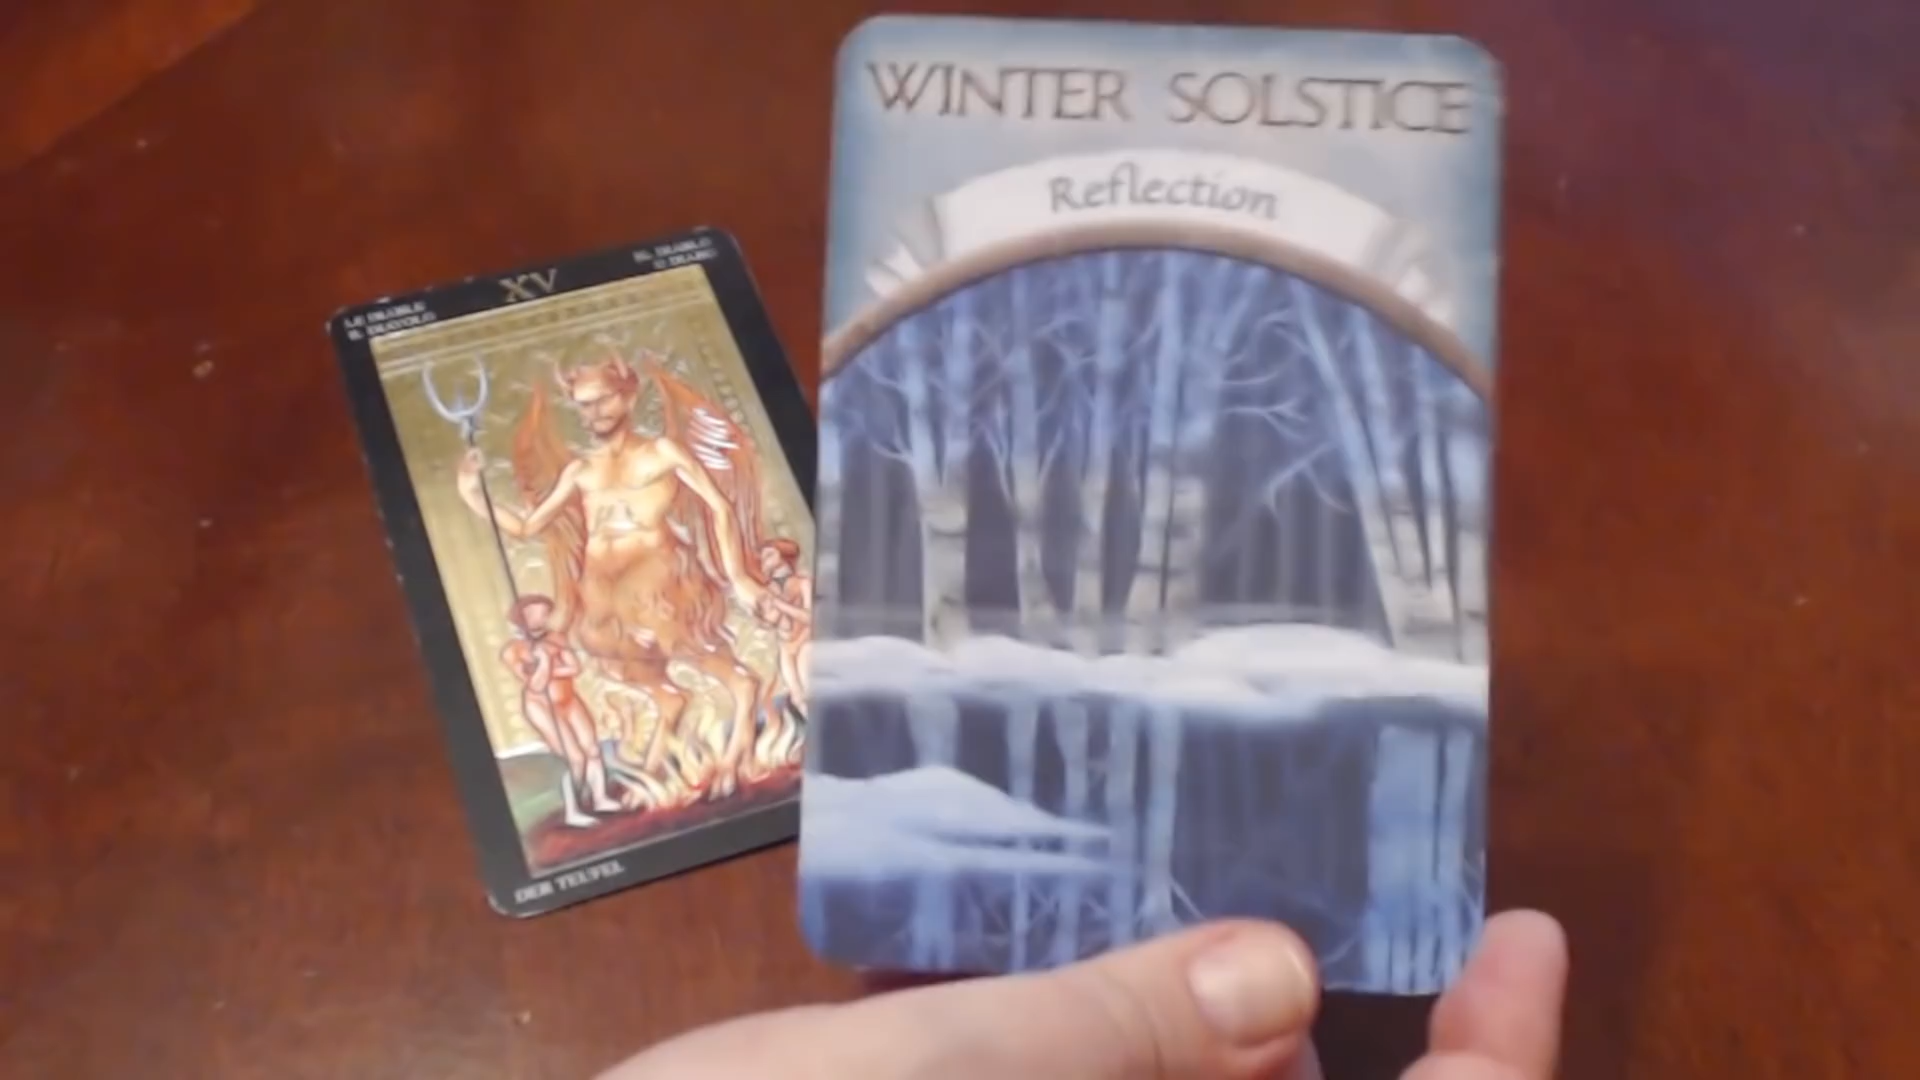 WINTER SOLSTICE
Reflection
XV
LE DIABLE
IL DIAVOLO
EL DIABLO
O DIABO
DER TEUFEL